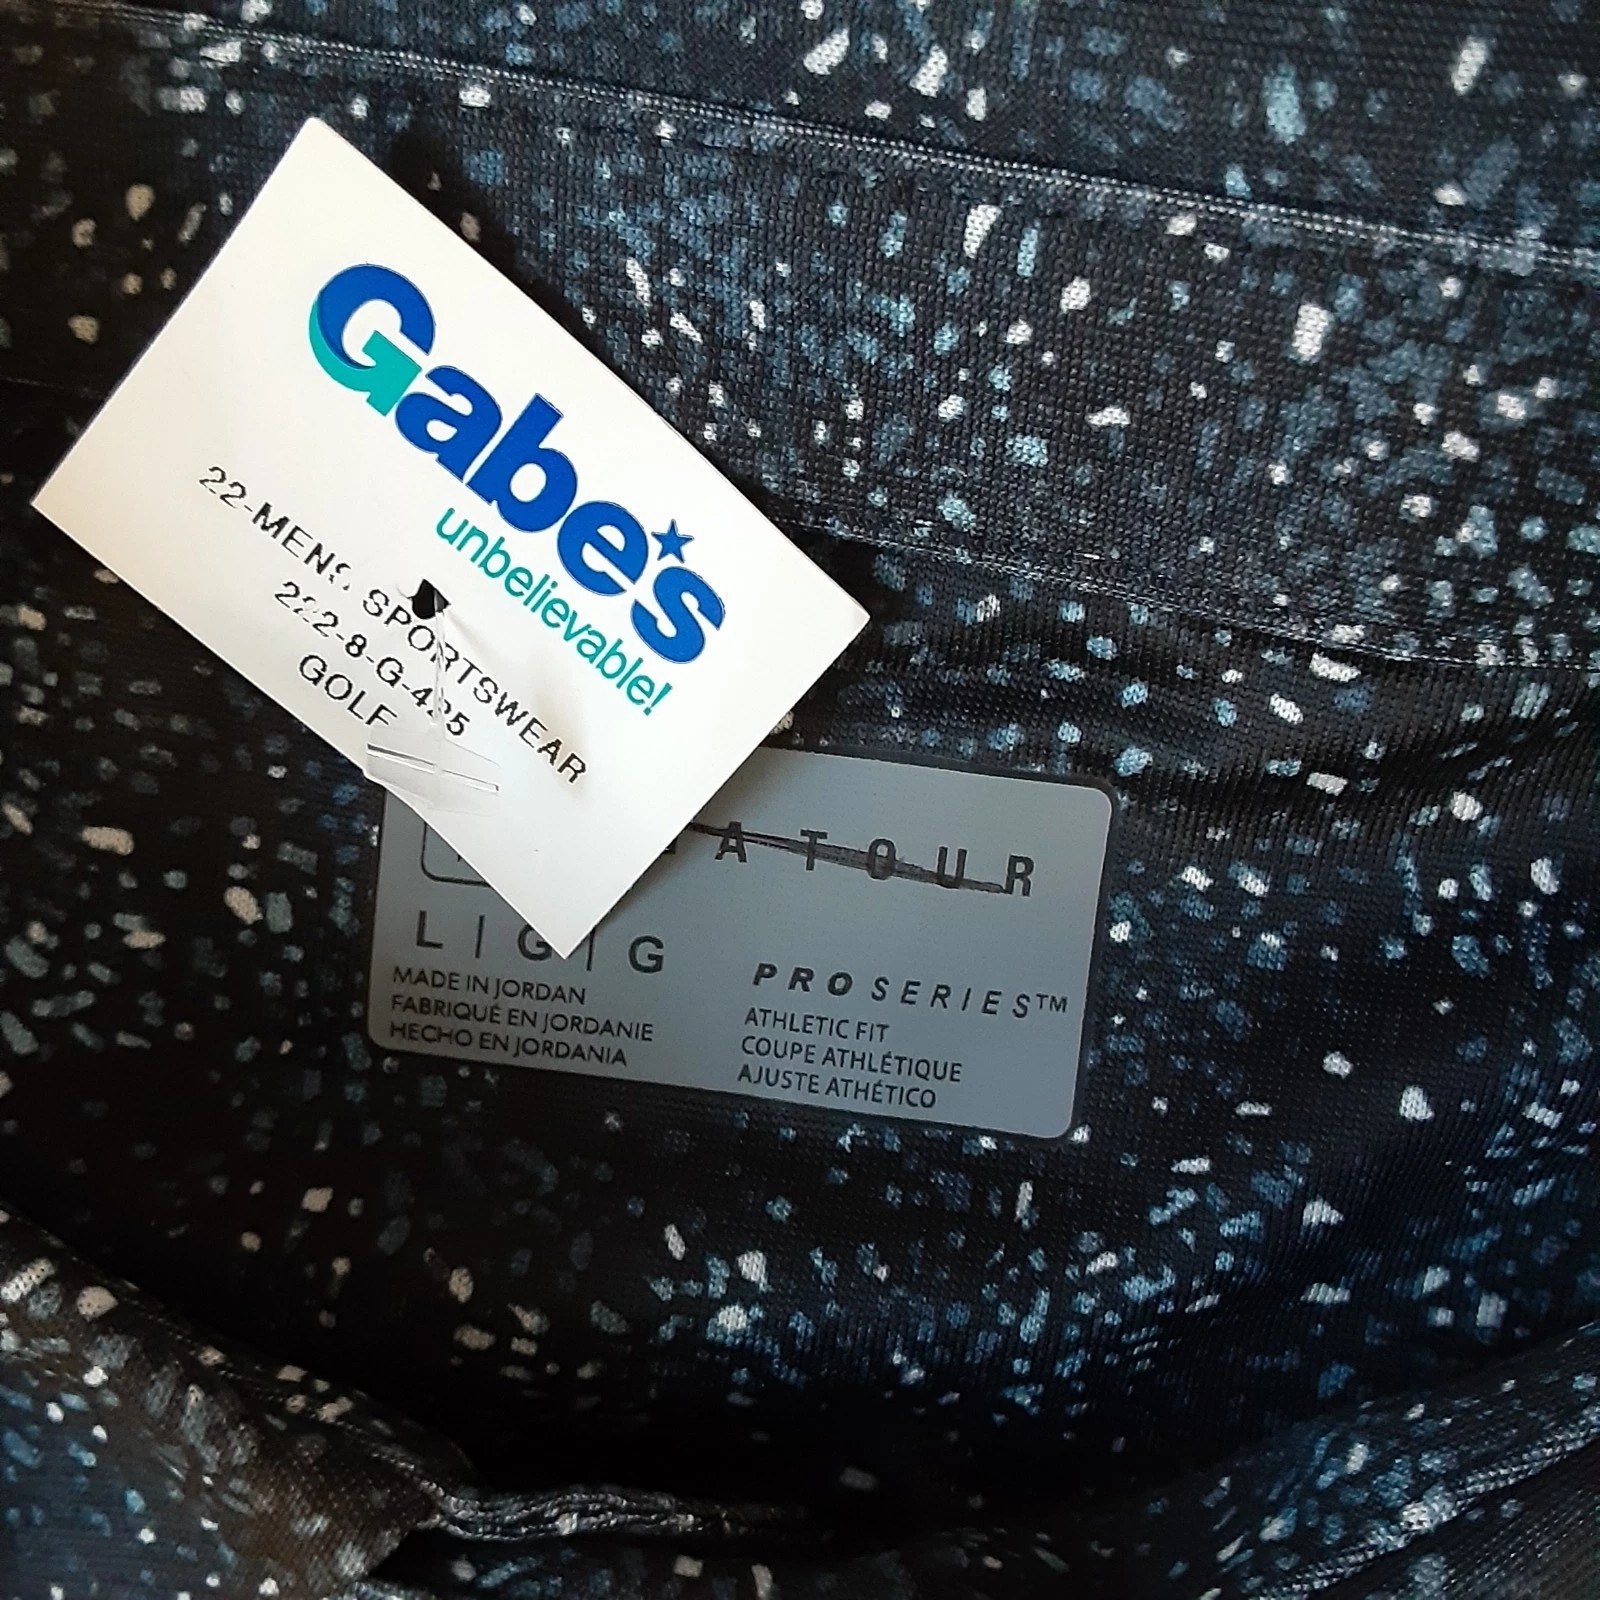 Gabe's
unbelievable!
22-MENS SPORTSWEAR
GOLF
A TOUR
L | G | G
MADE IN JORDAN
FABRIQUÉ EN JORDANIE
HECHO EN JORDANIA
PRO SERIES™
ATHLETIC FIT
COUPE ATHLÉTIQUE
AJUSTE ATHÉTICO